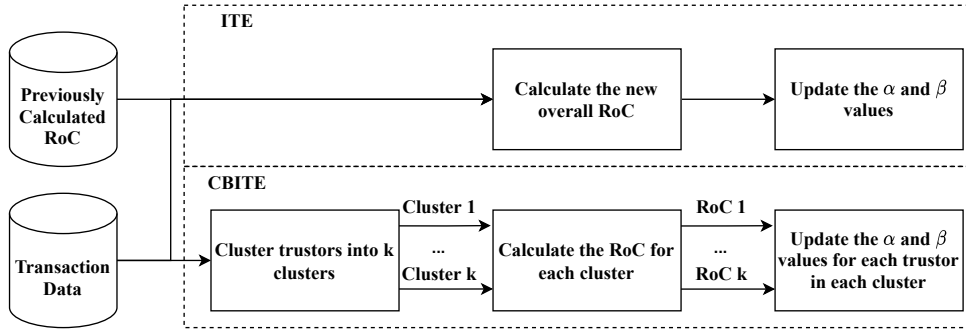 ITE
Previously
Calculated
RoC
Calculate the new
overall RoC
Update the α and β
values
CBITE
Transaction
Data
Cluster trustors into k
clusters
Cluster 1
...
Cluster k
Calculate the RoC for
each cluster
RoC 1
...
RoC k
Update the α and β
values for each trustor
in each cluster